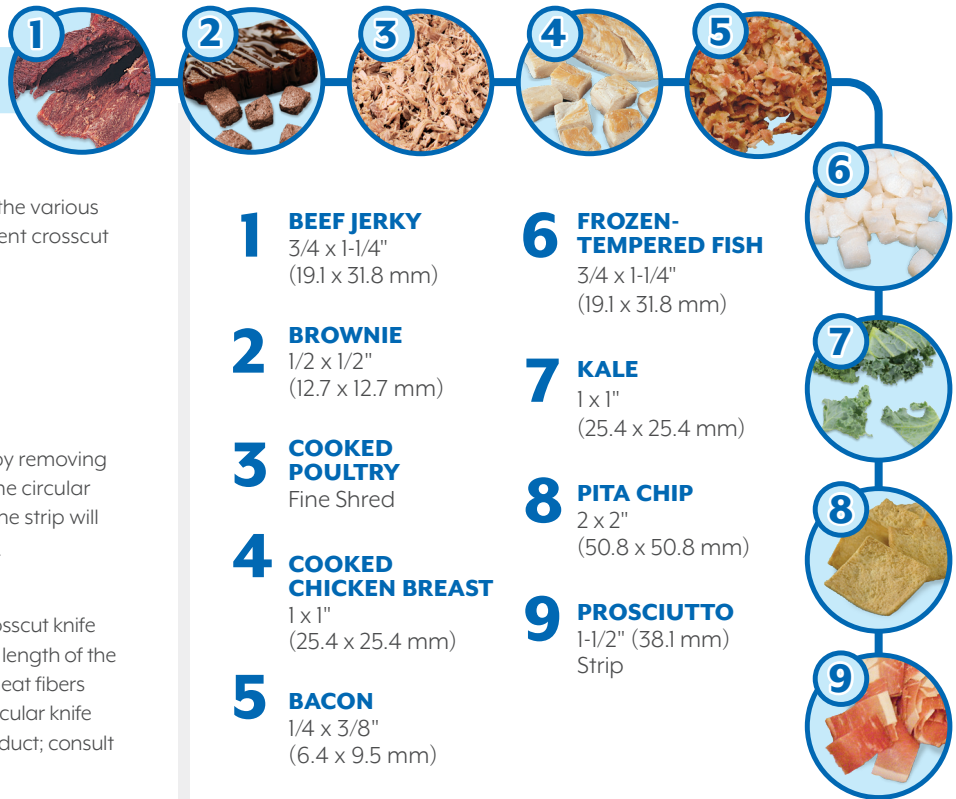 1
2
3
4
5
6
7
8
9
the various
ent crosscut
by removing
he circular
he strip will
osscut knife
length of the
eat fibers
cular knife
duct; consult
1 BEEF JERKY
3/4 x 1-1/4"
(19.1 x 31.8 mm)
2 BROWNIE
1/2 x 1/2"
(12.7 x 12.7 mm)
3 COOKED
POULTRY
Fine Shred
4 COOKED
CHICKEN BREAST
1 x 1"
(25.4 x 25.4 mm)
5 BACON
1/4 x 3/8"
(6.4 x 9.5 mm)
6 FROZEN-
TEMPERED FISH
3/4 x 1-1/4"
(19.1 x 31.8 mm)
7 KALE
1 x 1"
(25.4 x 25.4 mm)
8 PITA CHIP
2 x 2"
(50.8 x 50.8 mm)
9 PROSCIUTTO
1-1/2" (38.1 mm)
Strip